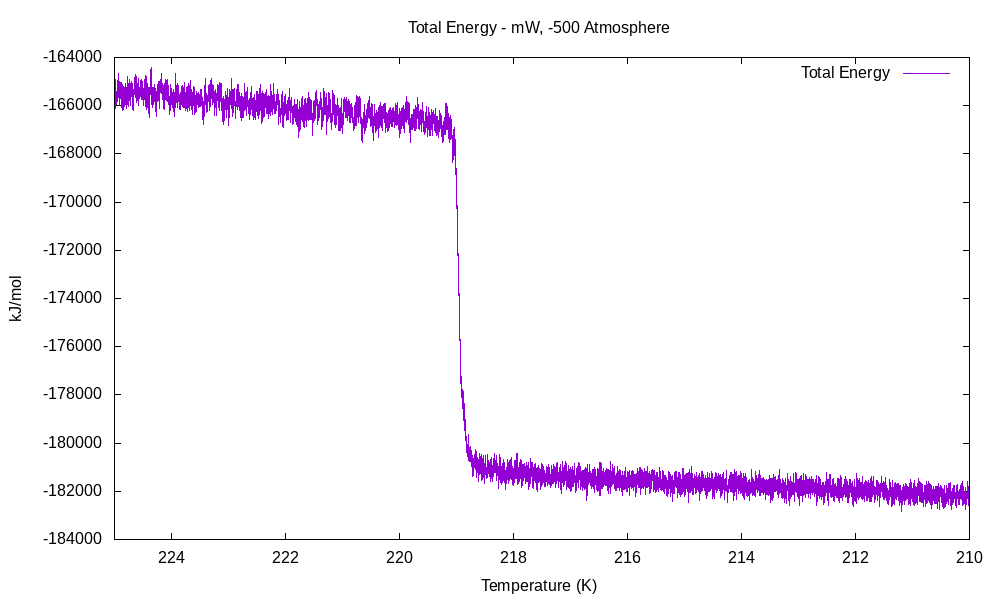 Total Energy - mW, -500 Atmosphere
Total Energy
-164000
-166000
-168000
-170000
-172000
-174000
-176000
-178000
-180000
-182000
-184000
kJ/mol
224 222 220 218 216 214 212 210
Temperature (K)